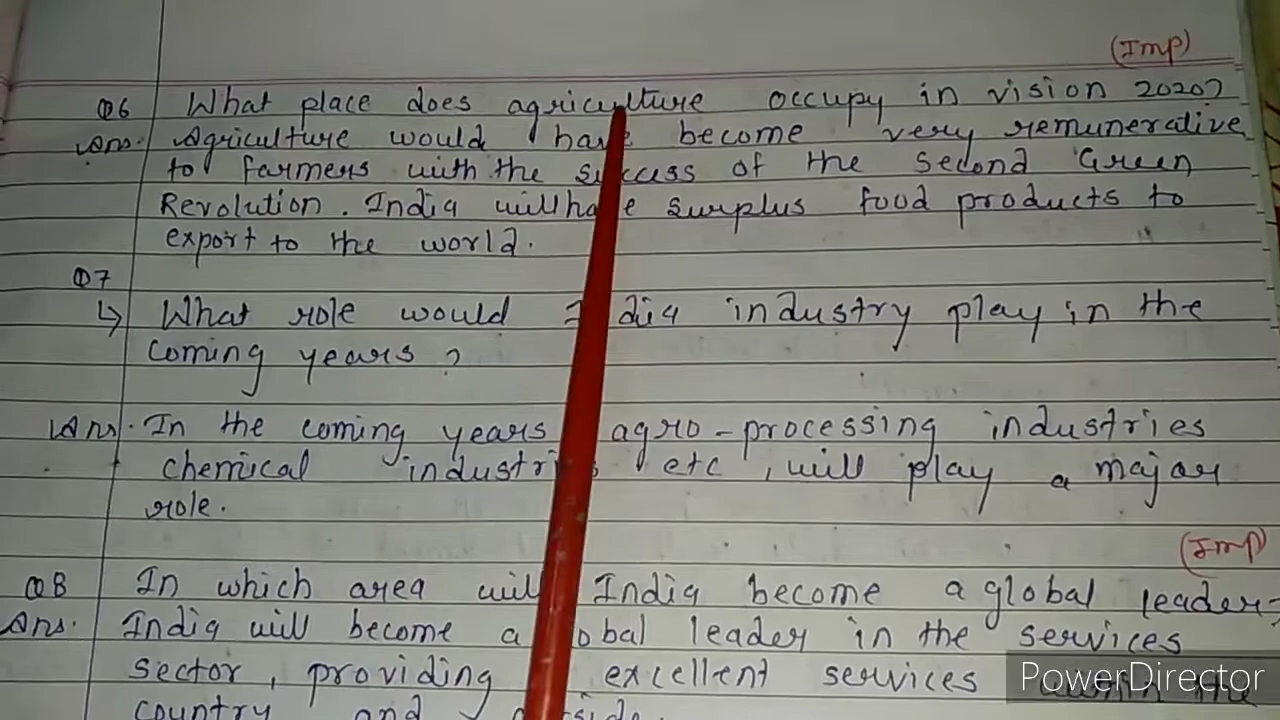 (Imp)
Q6 What place does agriculture occupy in vision 2020?
Ans. Agriculture would have become very remunerative
to farmers with the success of the Second Green
Revolution. India will have surplus food products to
export to the world.
Q7
↳ What role would India industry play in the
coming years ?
Ans. In the coming years agro-processing industries
chemical industries etc, will play a major
role.
(Imp)
Q8 In which area will India become a global leader
Ans. India will become a global leader in the services
sector, providing excellent services within the
country and
PowerDirector